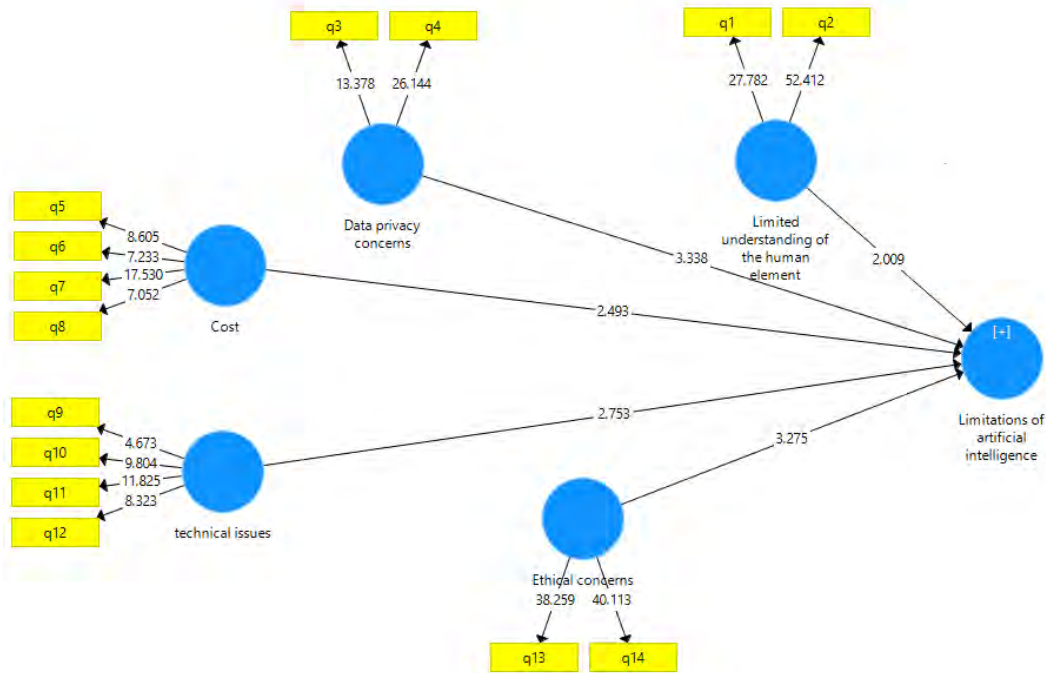 q3
q4
q1
q2
13.378
26.144
27.782
52.412
q5
q6
q7
q8
8.605
7.233
17.530
7.052
Data privacy
concerns
Limited
understanding of
the human
element
3.338
2.009
Cost
2.493
[+]
Limitations of
artificial
intelligence
q9
q10
q11
q12
4.673
9.804
11.825
8.323
technical issues
2.753
3.275
Ethical concerns
38.259
40.113
q13
q14